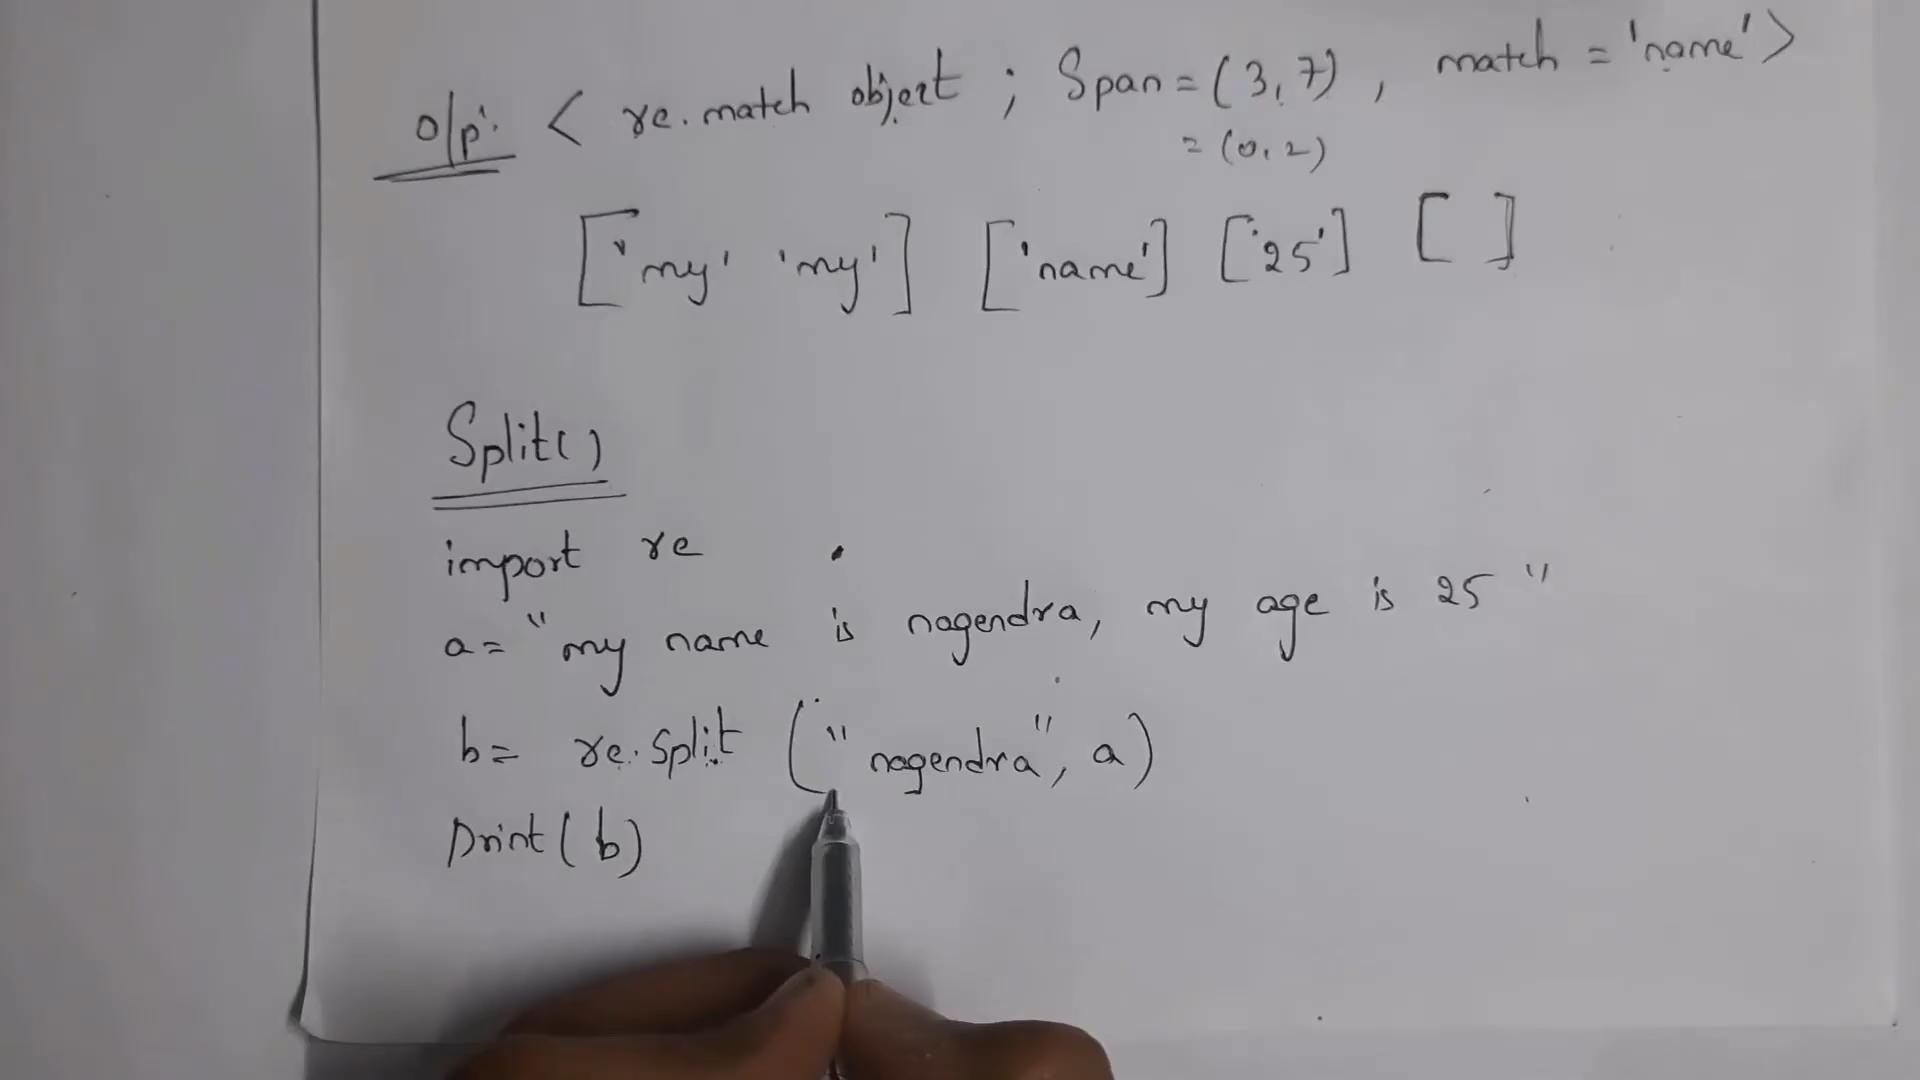 o/p: < re.match object ; Span = (3,7) , match = 'name'>
= (0,2)
['my' 'my'] ['name'] ['25'] [ ]
Split()
import re
a= "my name is nagendra, my age is 25"
b= re.split ("nagendra", a)
Print(b)